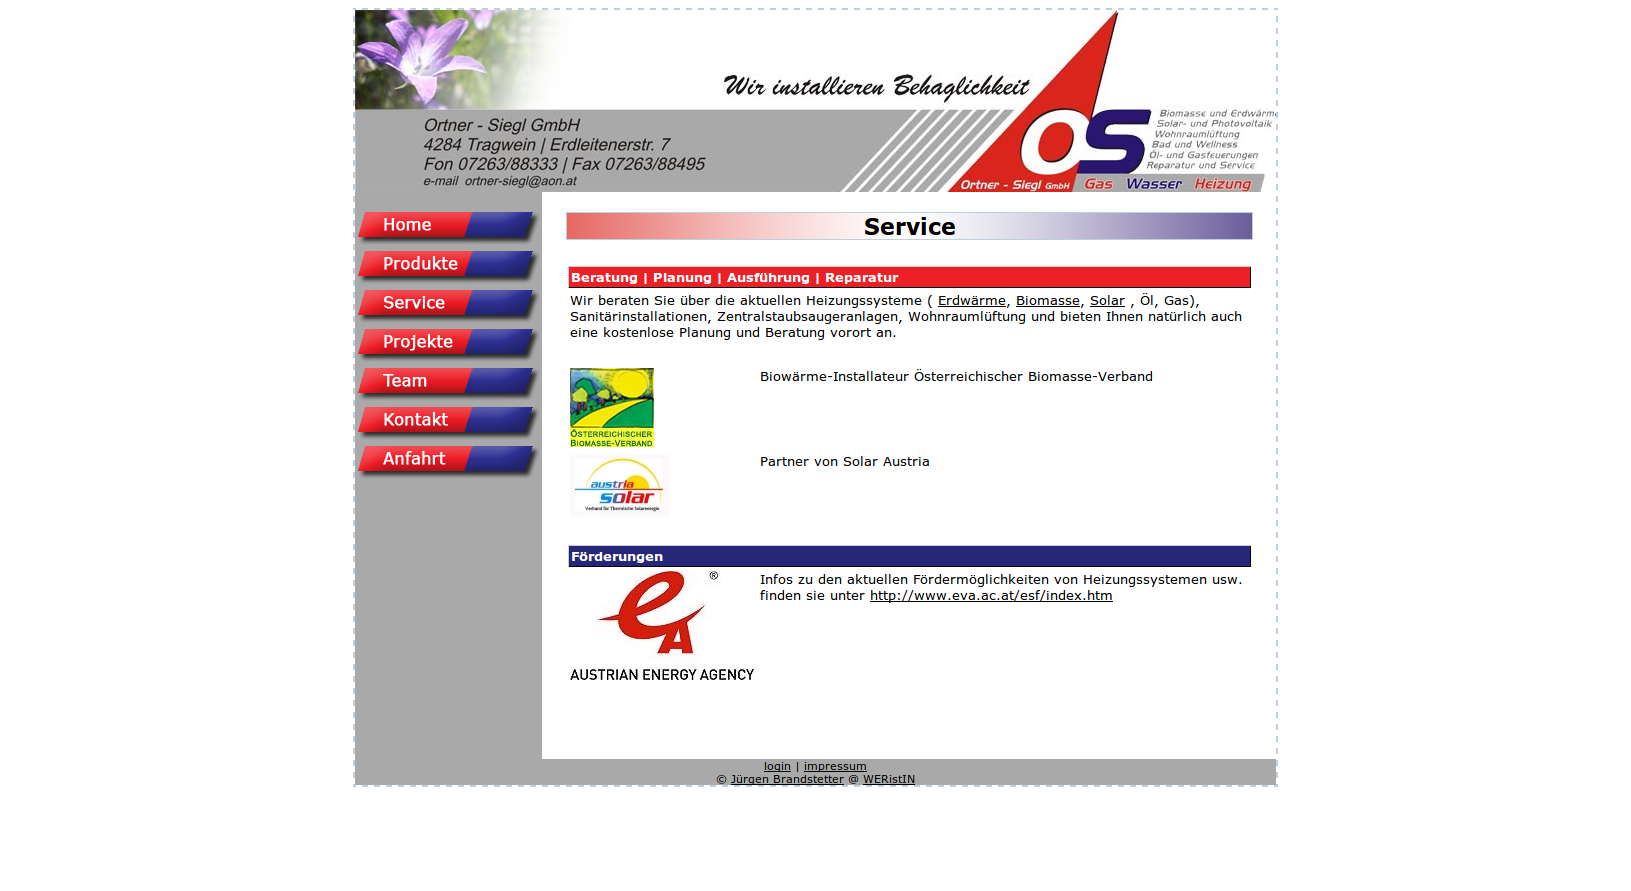 Wir installieren Behaglichkeit
Ortner - Siegl GmbH
4284 Tragwein | Erdleitenerstr. 7
Fon 07263/88333 | Fax 07263/88495
e-mail ortner-siegl@aon.at
OS
Biomasse und Erdwärme
Solar- und Photovoltaik
Wohnraumlüftung
Bad und Wellness
Öl- und Gasfeuerungen
Reparatur und Service
Ortner - Siegl GmbH Gas Wasser Heizung
Home
Produkte
Service
Projekte
Team
Kontakt
Anfahrt
Service
Beratung | Planung | Ausführung | Reparatur
Wir beraten Sie über die aktuellen Heizungssysteme ( Erdwärme, Biomasse, Solar , Öl, Gas),
Sanitärinstallationen, Zentralstaubsaugeranlagen, Wohnraumlüftung und bieten Ihnen natürlich auch
eine kostenlose Planung und Beratung vorort an.
Biowärme-Installateur Österreichischer Biomasse-Verband
ÖSTERREICHISCHER
BIOMASSE-VERBAND
Partner von Solar Austria
austria
solar
Verband für Thermische Solarenergie
Förderungen
Infos zu den aktuellen Fördermöglichkeiten von Heizungssystemen usw.
finden sie unter http://www.eva.ac.at/esf/index.htm
eA ®
AUSTRIAN ENERGY AGENCY
login | impressum
© Jürgen Brandstetter @ WERistIN